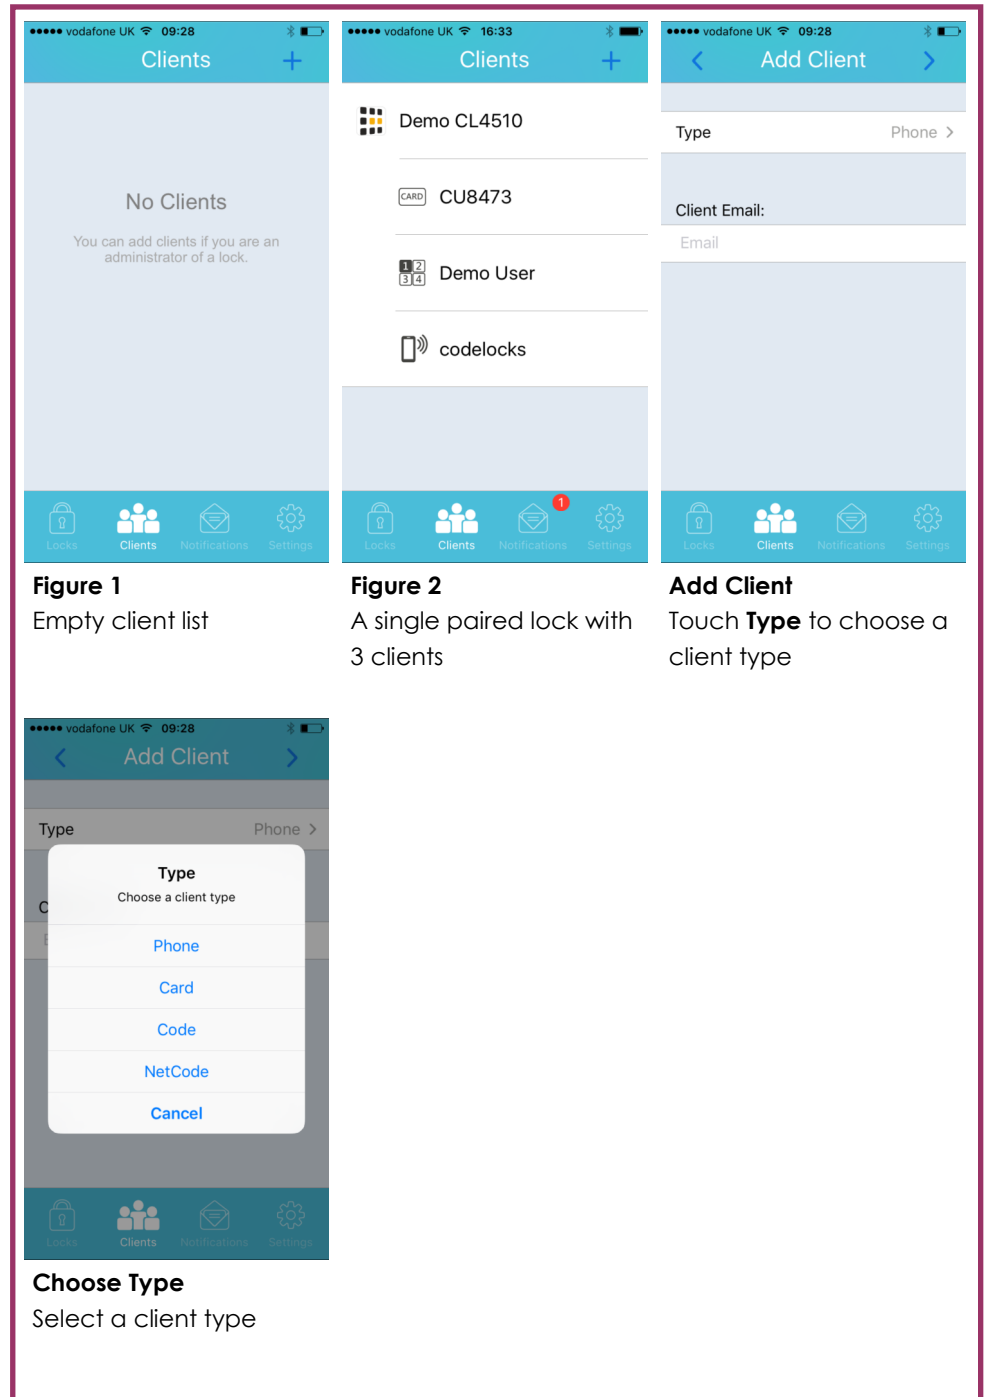 vodafone UK 09:28
Clients +
No Clients
You can add clients if you are an
administrator of a lock.
Locks Clients Notifications Settings
Figure 1
Empty client list
vodafone UK 16:33
Clients +
Demo CL4510
CARD CU8473
1 2
3 4 Demo User
codelocks
1
Locks Clients Notifications Settings
Figure 2
A single paired lock with
3 clients
vodafone UK 09:28
< Add Client >
Type Phone >
Client Email:
Email
Locks Clients Notifications Settings
Add Client
Touch Type to choose a
client type
vodafone UK 09:28
< Add Client >
Type Phone >
C
E
Type
Choose a client type
Phone
Card
Code
NetCode
Cancel
Locks Clients Notifications Settings
Choose Type
Select a client type